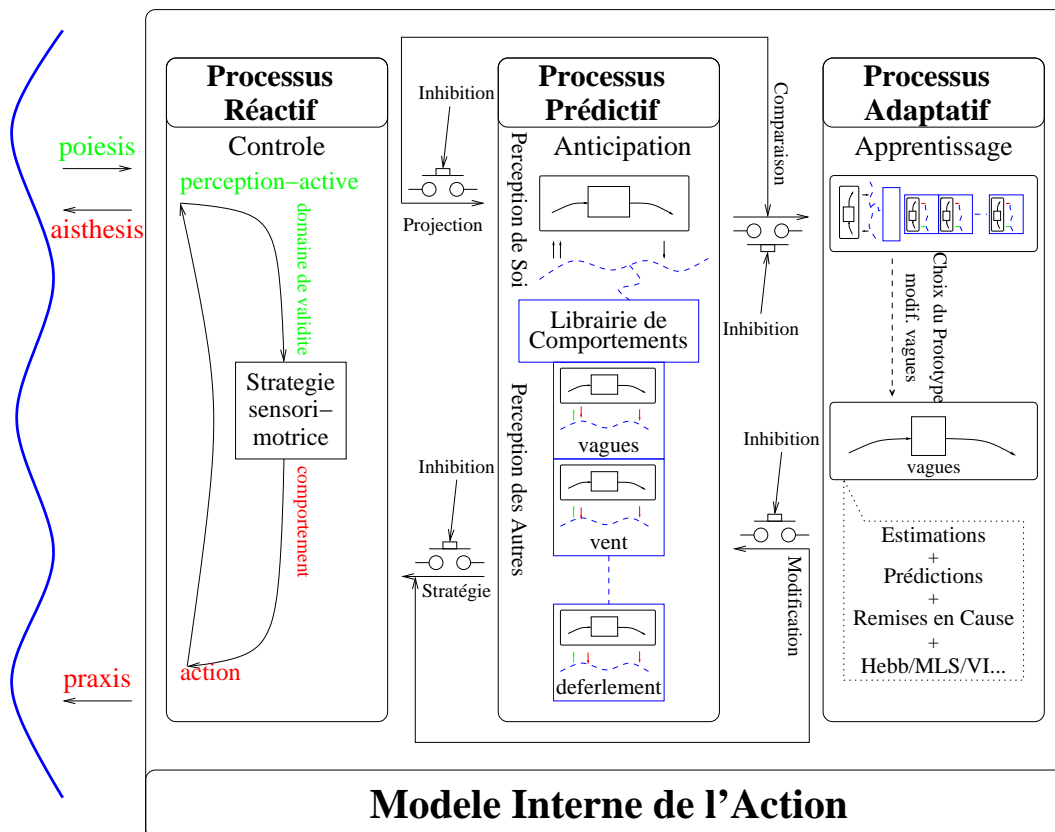 poiesis
aisthesis
praxis
Processus
Réactif
Controle
perception–active
domaine de validite
Strategie
sensori–
motrice
comportement
action
Inhibition
Projection
Inhibition
Stratégie
Processus
Prédictif
Anticipation
Perception de Soi
Librairie de
Comportements
Perception des Autres
vagues
vent
deferlement
Comparaison
Inhibition
Inhibition
Modification
Processus
Adaptatif
Apprentissage
Choix du Prototype
modif. vagues
vagues
Estimations
+
Prédictions
+
Remises en Cause
+
Hebb/MLS/VI...
Modele Interne de l'Action